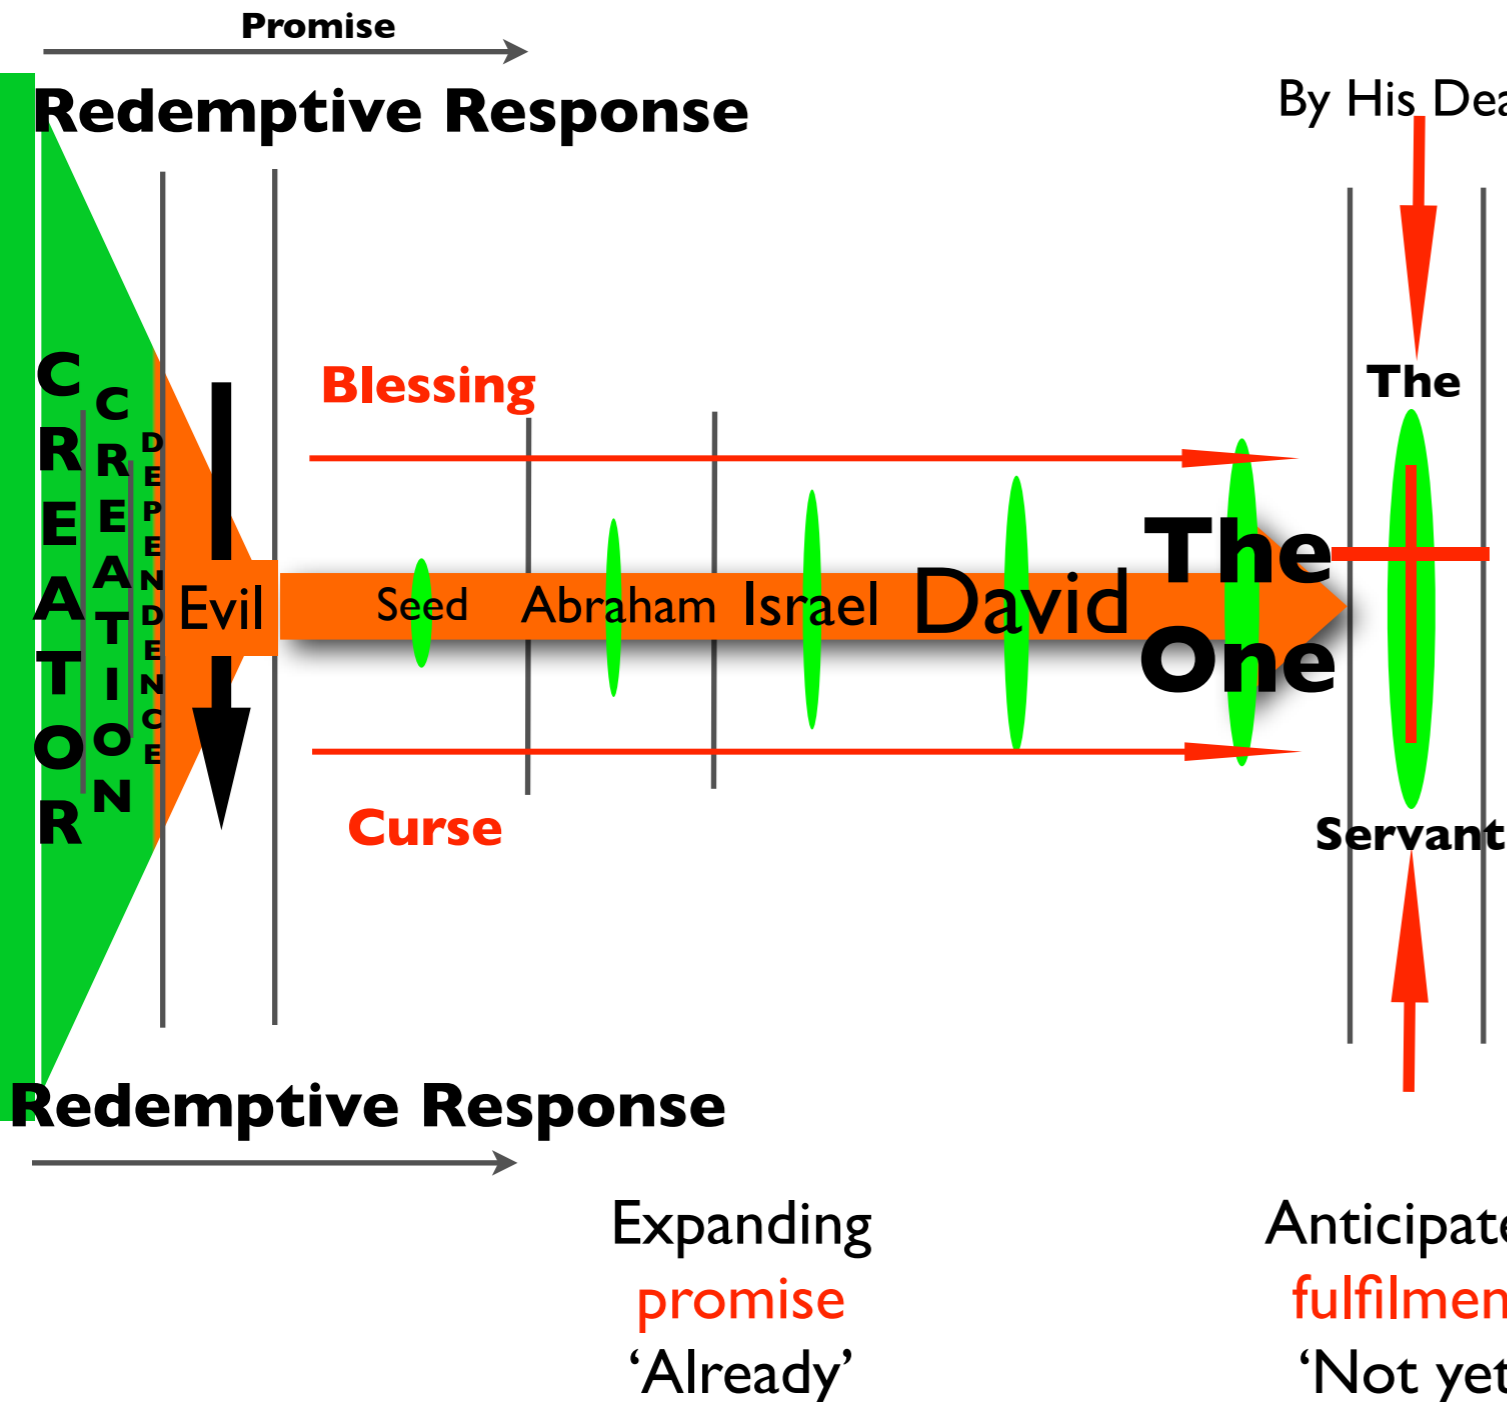 Promise
Redemptive Response
By His Dea
CREATOR
CREATION
DEPENDENCE
Blessing
The
Evil
Seed
Abraham
Israel
David
The
One
Curse
Servant
Redemptive Response
Expanding
promise
‘Already’
Anticipate
fulfilmen
‘Not yet